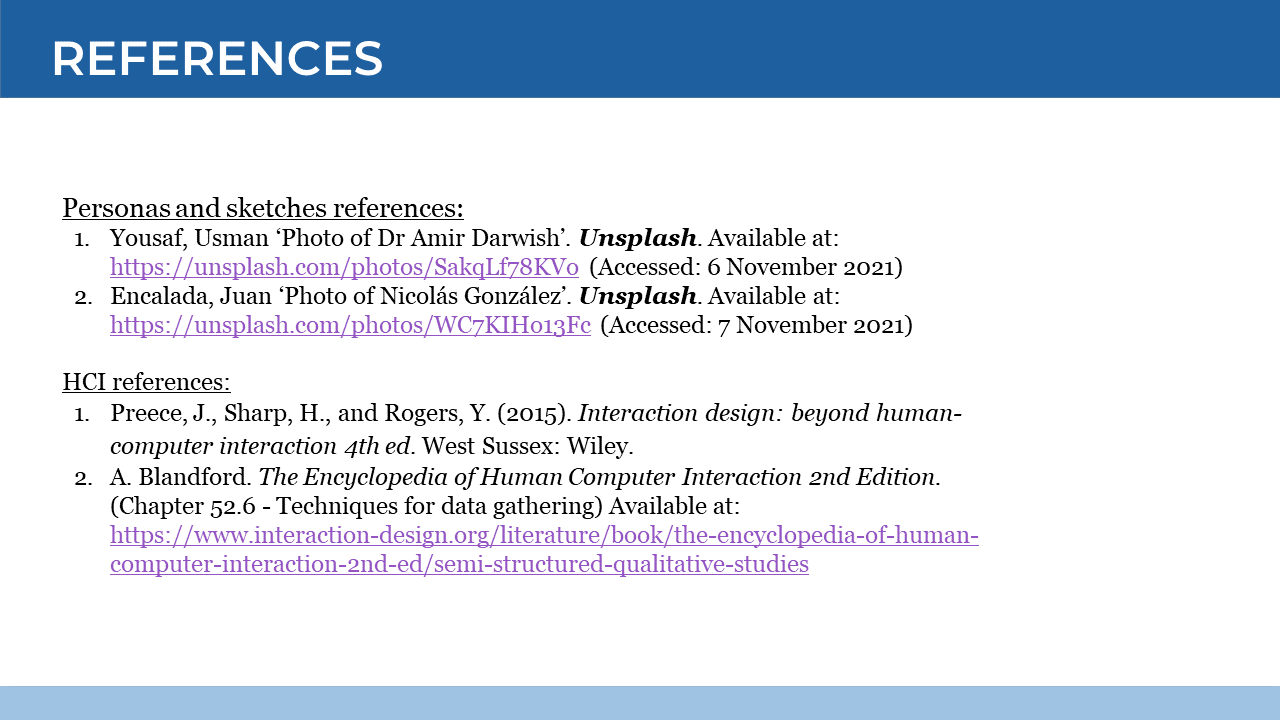 REFERENCES
Personas and sketches references:
1. Yousaf, Usman ‘Photo of Dr Amir Darwish’. Unsplash. Available at:
https://unsplash.com/photos/SakqLf78KV0 (Accessed: 6 November 2021)
2. Encalada, Juan ‘Photo of Nicolás González’. Unsplash. Available at:
https://unsplash.com/photos/WC7KIH013Fc (Accessed: 7 November 2021)
HCI references:
1. Preece, J., Sharp, H., and Rogers, Y. (2015). Interaction design: beyond human-
computer interaction 4th ed. West Sussex: Wiley.
2. A. Blandford. The Encyclopedia of Human Computer Interaction 2nd Edition.
(Chapter 52.6 - Techniques for data gathering) Available at:
https://www.interaction-design.org/literature/book/the-encyclopedia-of-human-
computer-interaction-2nd-ed/semi-structured-qualitative-studies